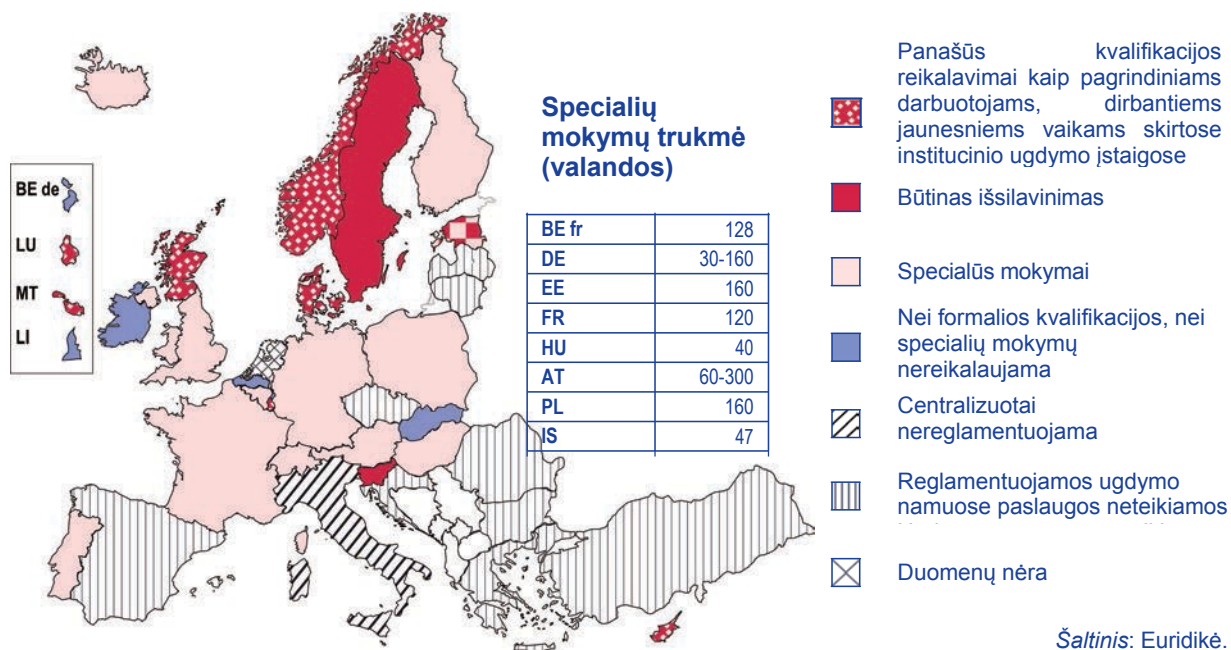 BE de
LU
MT
LI
Specialių
mokymų trukmė
(valandos)
BE fr 128
DE 30-160
EE 160
FR 120
HU 40
AT 60-300
PL 160
IS 47
Panašūs kvalifikacijos
reikalavimai kaip pagrindiniams
darbuotojams, dirbantiems
jaunesniems vaikams skirtose
institucinio ugdymo įstaigose
Būtinas išsilavinimas
Specialūs mokymai
Nei formalios kvalifikacijos, nei
specialių mokymų
nereikalaujama
Centralizuotai
nereglamentuojama
Reglamentuojamos ugdymo
namuose paslaugos neteikiamos
Duomenų nėra
Šaltinis: Euridikė.